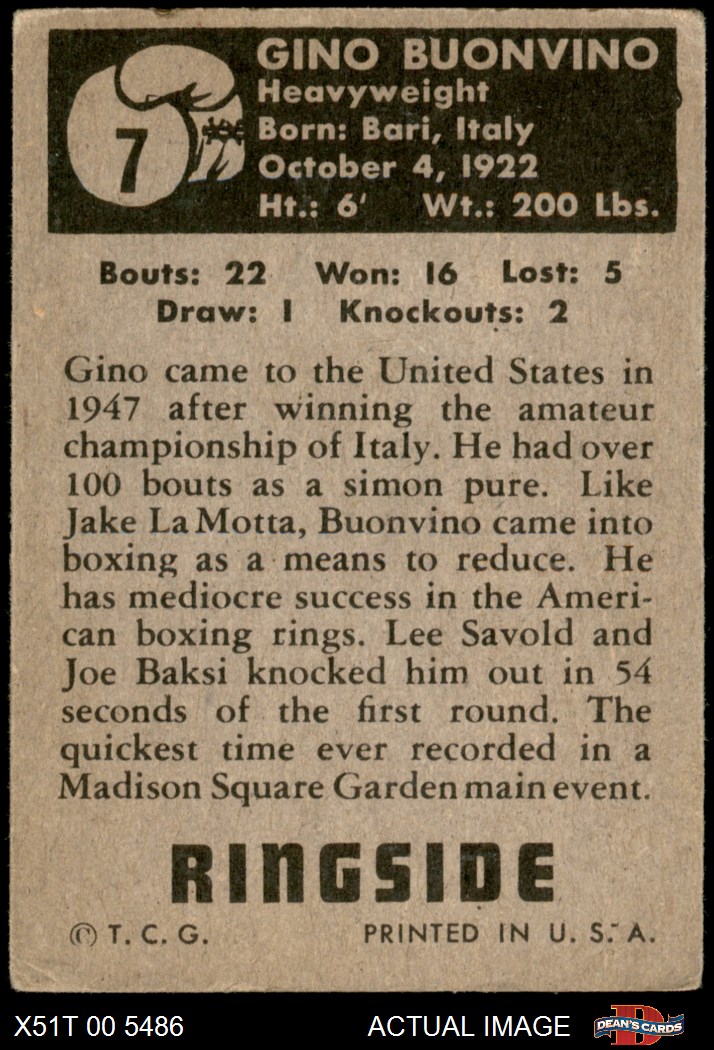 7
GINO BUONVINO
Heavyweight
Born: Bari, Italy
October 4, 1922
Ht.: 6' Wt.: 200 Lbs.
Bouts: 22 Won: 16 Lost: 5
Draw: 1 Knockouts: 2
Gino came to the United States in
1947 after winning the amateur
championship of Italy. He had over
100 bouts as a simon pure. Like
Jake La Motta, Buonvino came into
boxing as a means to reduce. He
has mediocre success in the Ameri-
can boxing rings. Lee Savold and
Joe Baksi knocked him out in 54
seconds of the first round. The
quickest time ever recorded in a
Madison Square Garden main event.
RINGSIDE
© T. C. G. PRINTED IN U. S. A.
X51T 00 5486 ACTUAL IMAGE D DEAN'S CARDS